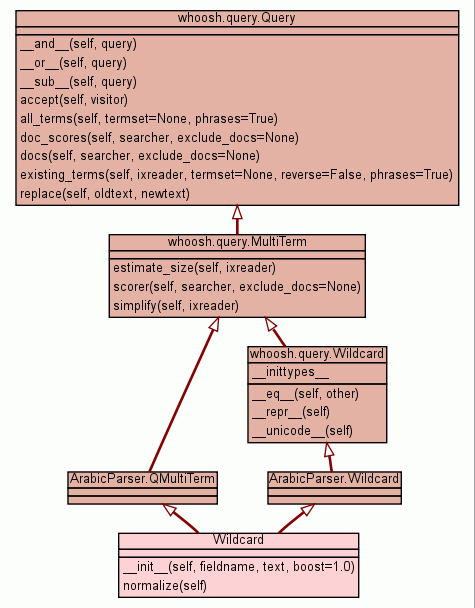 whoosh.query.Query
__and__(self, query)
__or__(self, query)
__sub__(self, query)
accept(self, visitor)
all_terms(self, termset=None, phrases=True)
doc_scores(self, searcher, exclude_docs=None)
docs(self, searcher, exclude_docs=None)
existing_terms(self, ixreader, termset=None, reverse=False, phrases=True)
replace(self, oldtext, newtext)
whoosh.query.MultiTerm
estimate_size(self, ixreader)
scorer(self, searcher, exclude_docs=None)
simplify(self, ixreader)
whoosh.query.Wildcard
__inittypes__
__eq__(self, other)
__repr__(self)
__unicode__(self)
ArabicParser.QMultiTerm
ArabicParser.Wildcard
Wildcard
__init__(self, fieldname, text, boost=1.0)
normalize(self)